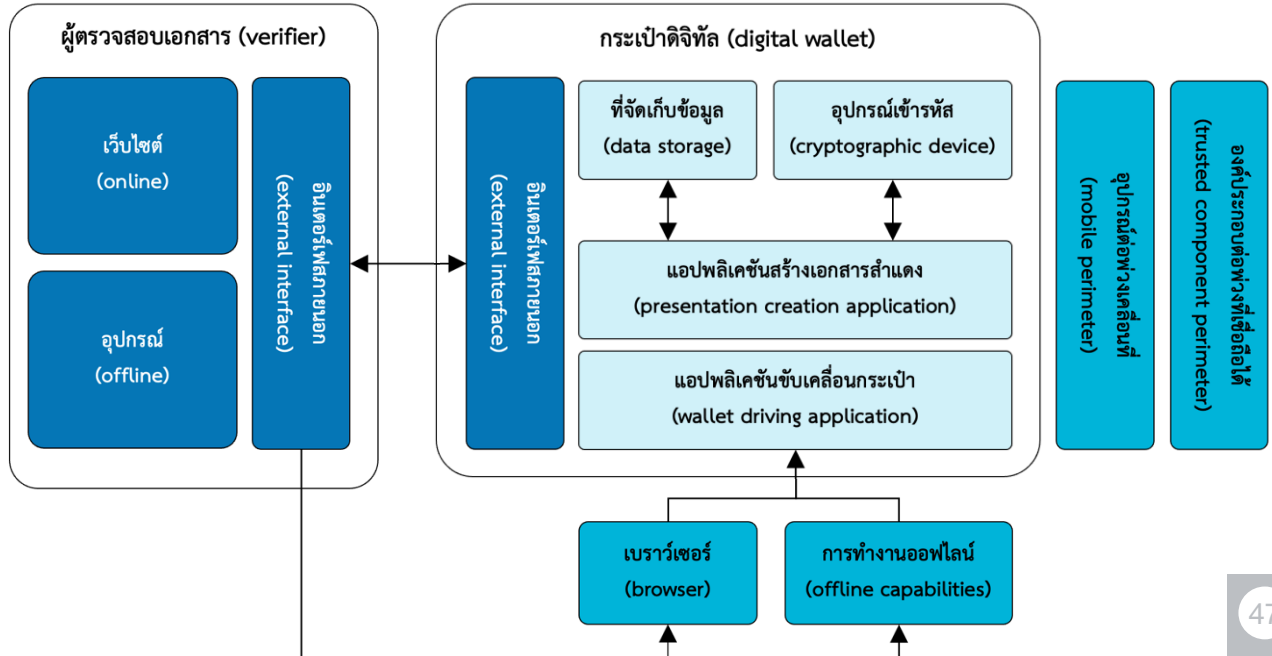 ผู้ตรวจสอบเอกสาร (verifier)
เว็บไซต์
(online)
อุปกรณ์
(offline)
อินเตอร์เฟสภายนอก
(external interface)
กระเป๋าดิจิทัล (digital wallet)
อินเตอร์เฟสภายนอก
(external interface)
ที่จัดเก็บข้อมูล
(data storage)
อุปกรณ์เข้ารหัส
(cryptographic device)
แอปพลิเคชันสร้างเอกสารสำแดง
(presentation creation application)
แอปพลิเคชันขับเคลื่อนกระเป๋า
(wallet driving application)
อุปกรณ์ต่อพ่วงเคลื่อนที่
(mobile perimeter)
องค์ประกอบต่อพ่วงที่เชื่อถือได้
(trusted component perimeter)
เบราว์เซอร์
(browser)
การทำงานออฟไลน์
(offline capabilities)
47